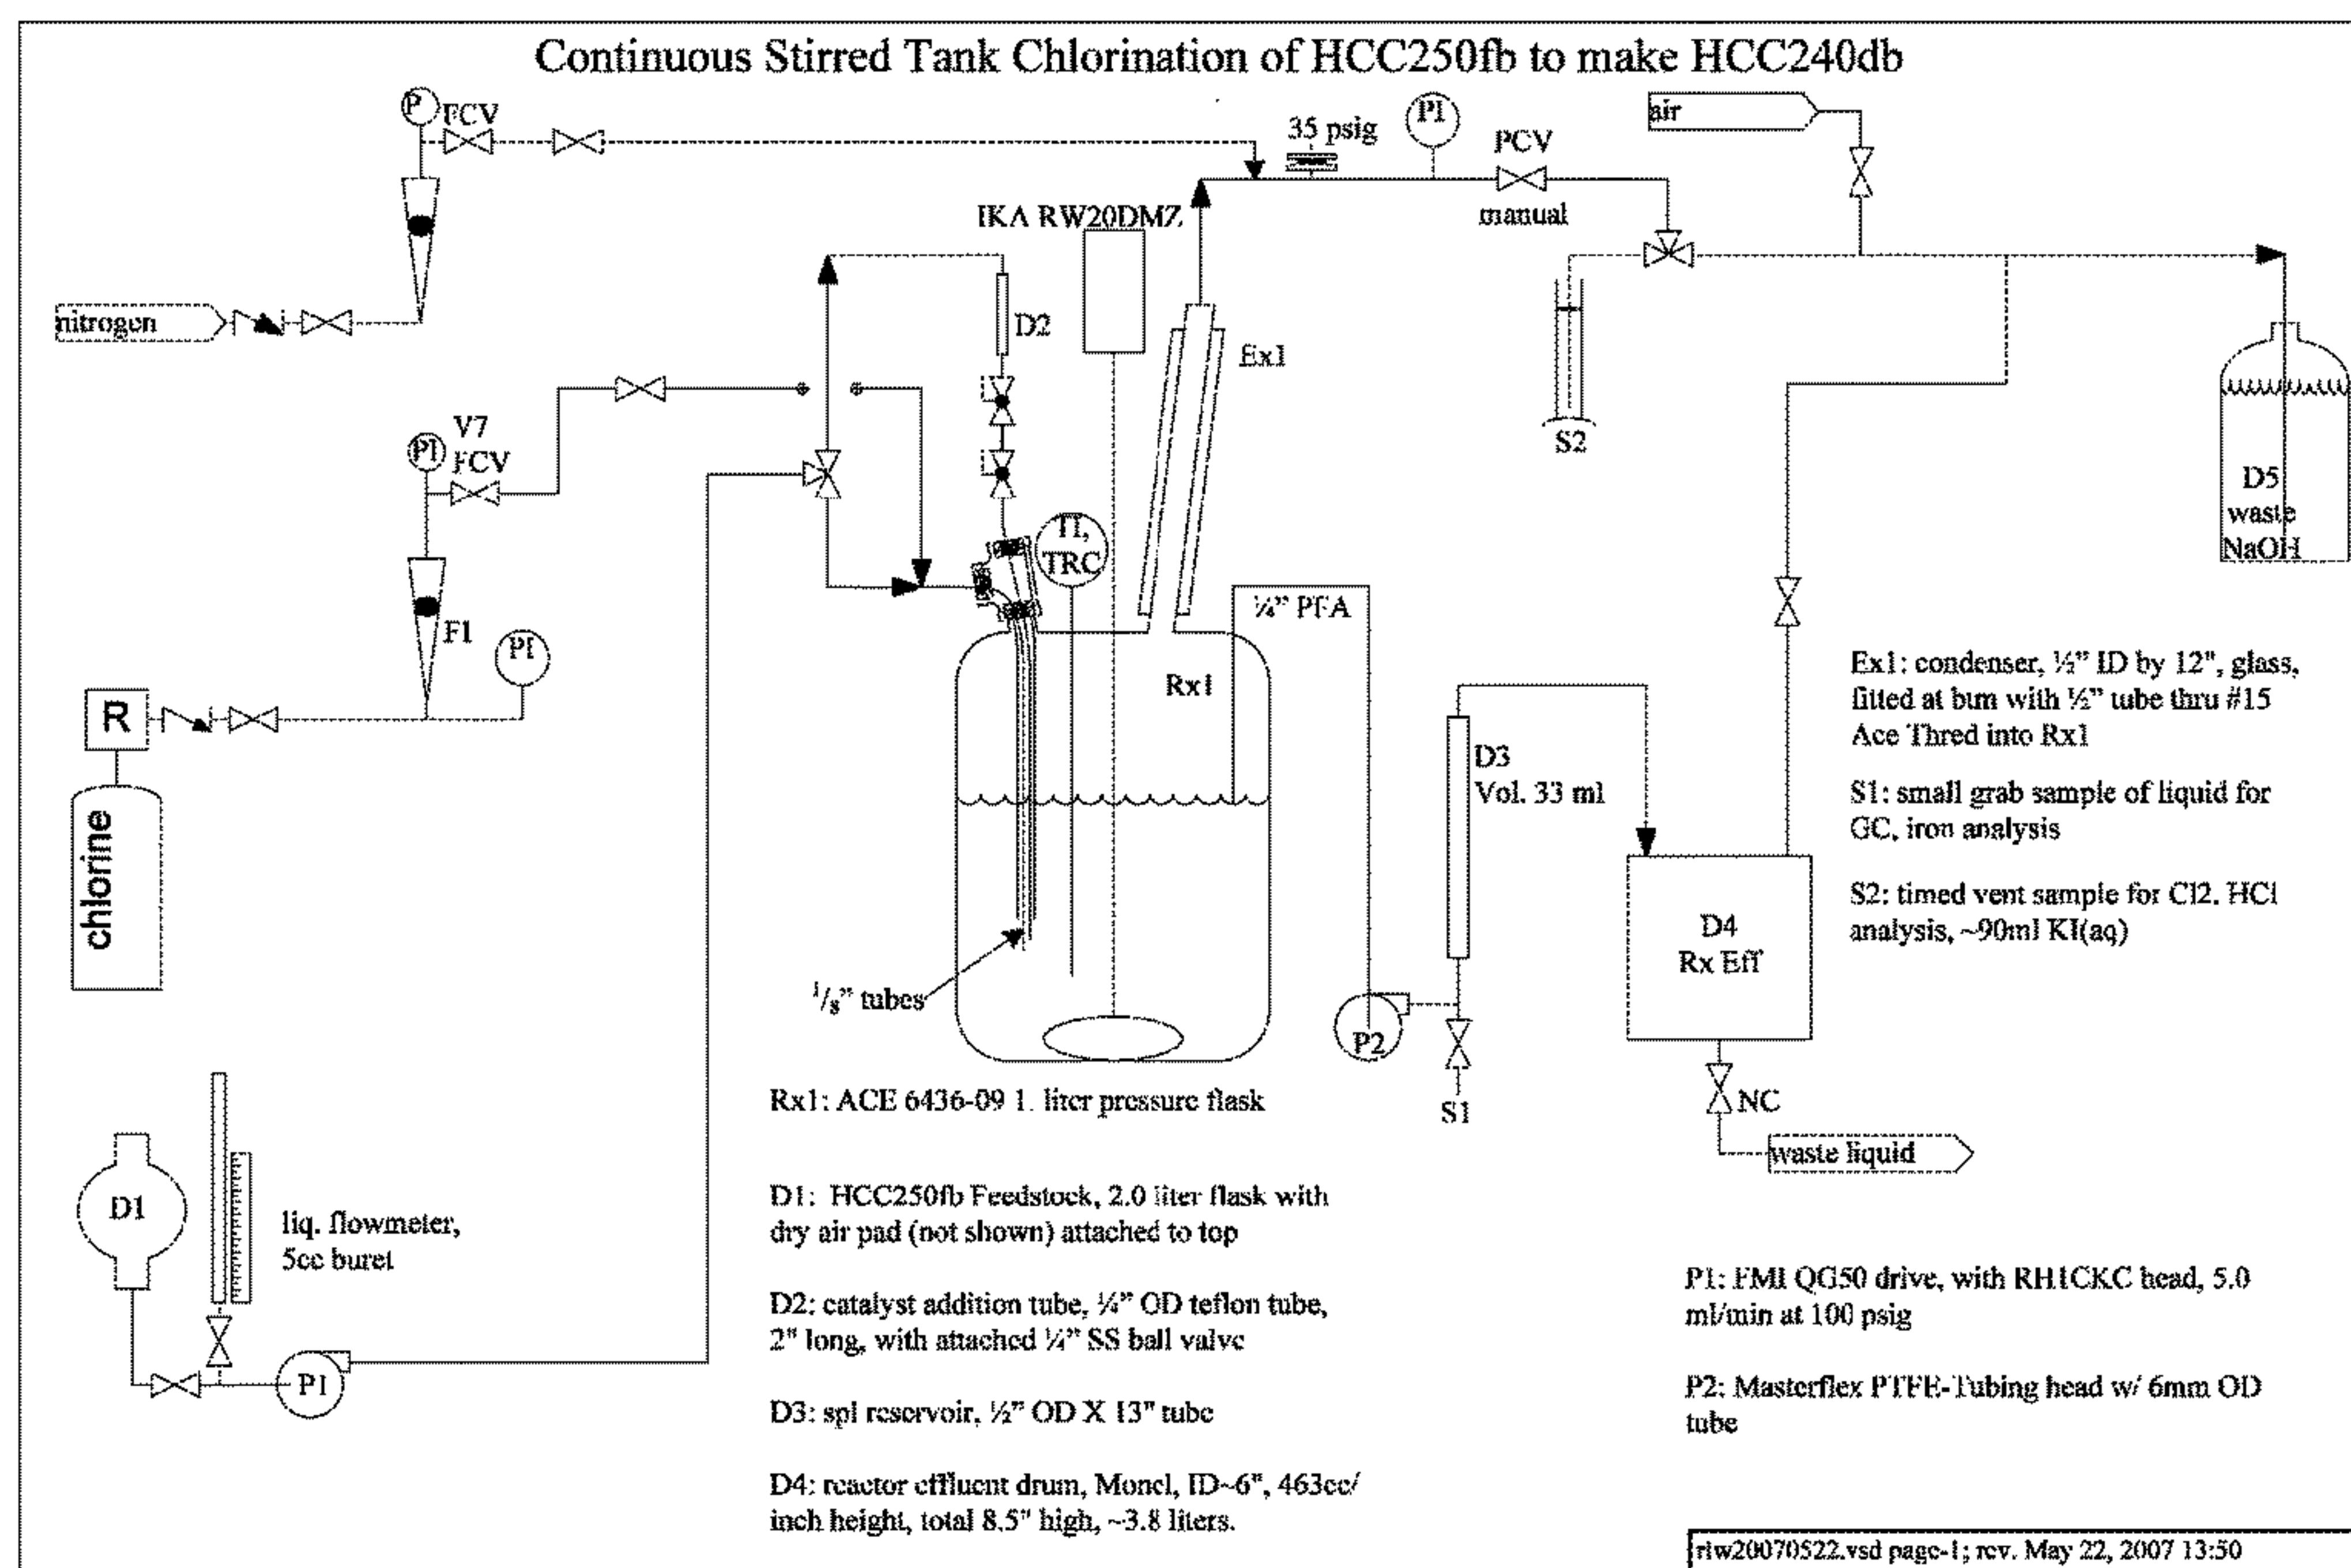 Continuous Stirred Tank Chlorination of HCC250fb to make HCC240db
P
FCV
35 psig
PI
PCV
manual
air
IKA RW20DMZ
nitrogen
D2
Ex1
S2
V7
PI
FCV
D5
waste
NaOH
TI,
TRC
¼" PFA
F1
PI
Rx1
R
chlorine
D3
Vol. 33 ml
Ex1: condenser, ½" ID by 12", glass,
fitted at btm with ½" tube thru #15
Ace Thred into Rx1
S1: small grab sample of liquid for
GC, iron analysis
S2: timed vent sample for Cl2, HCl
analysis, ~90ml KI(aq)
D4
Rx Eff
1/8" tubes
P2
S1
NC
waste liquid
Rx1: ACE 6436-09 1. liter pressure flask
D1
liq. flowmeter,
5cc buret
P1
D1: HCC250fb Feedstock, 2.0 liter flask with
dry air pad (not shown) attached to top
D2: catalyst addition tube, ¼" OD teflon tube,
2" long, with attached ¼" SS ball valve
D3: spl reservoir, ½" OD X 13" tube
D4: reactor effluent drum, Monel, ID~6", 463cc/
inch height, total 8.5" high, ~3.8 liters.
P1: FMI QG50 drive, with RH1CKC head, 5.0
ml/min at 100 psig
P2: Masterflex PTFE-Tubing head w/ 6mm OD
tube
rlw20070522.vsd page-1; rev. May 22, 2007 13:50